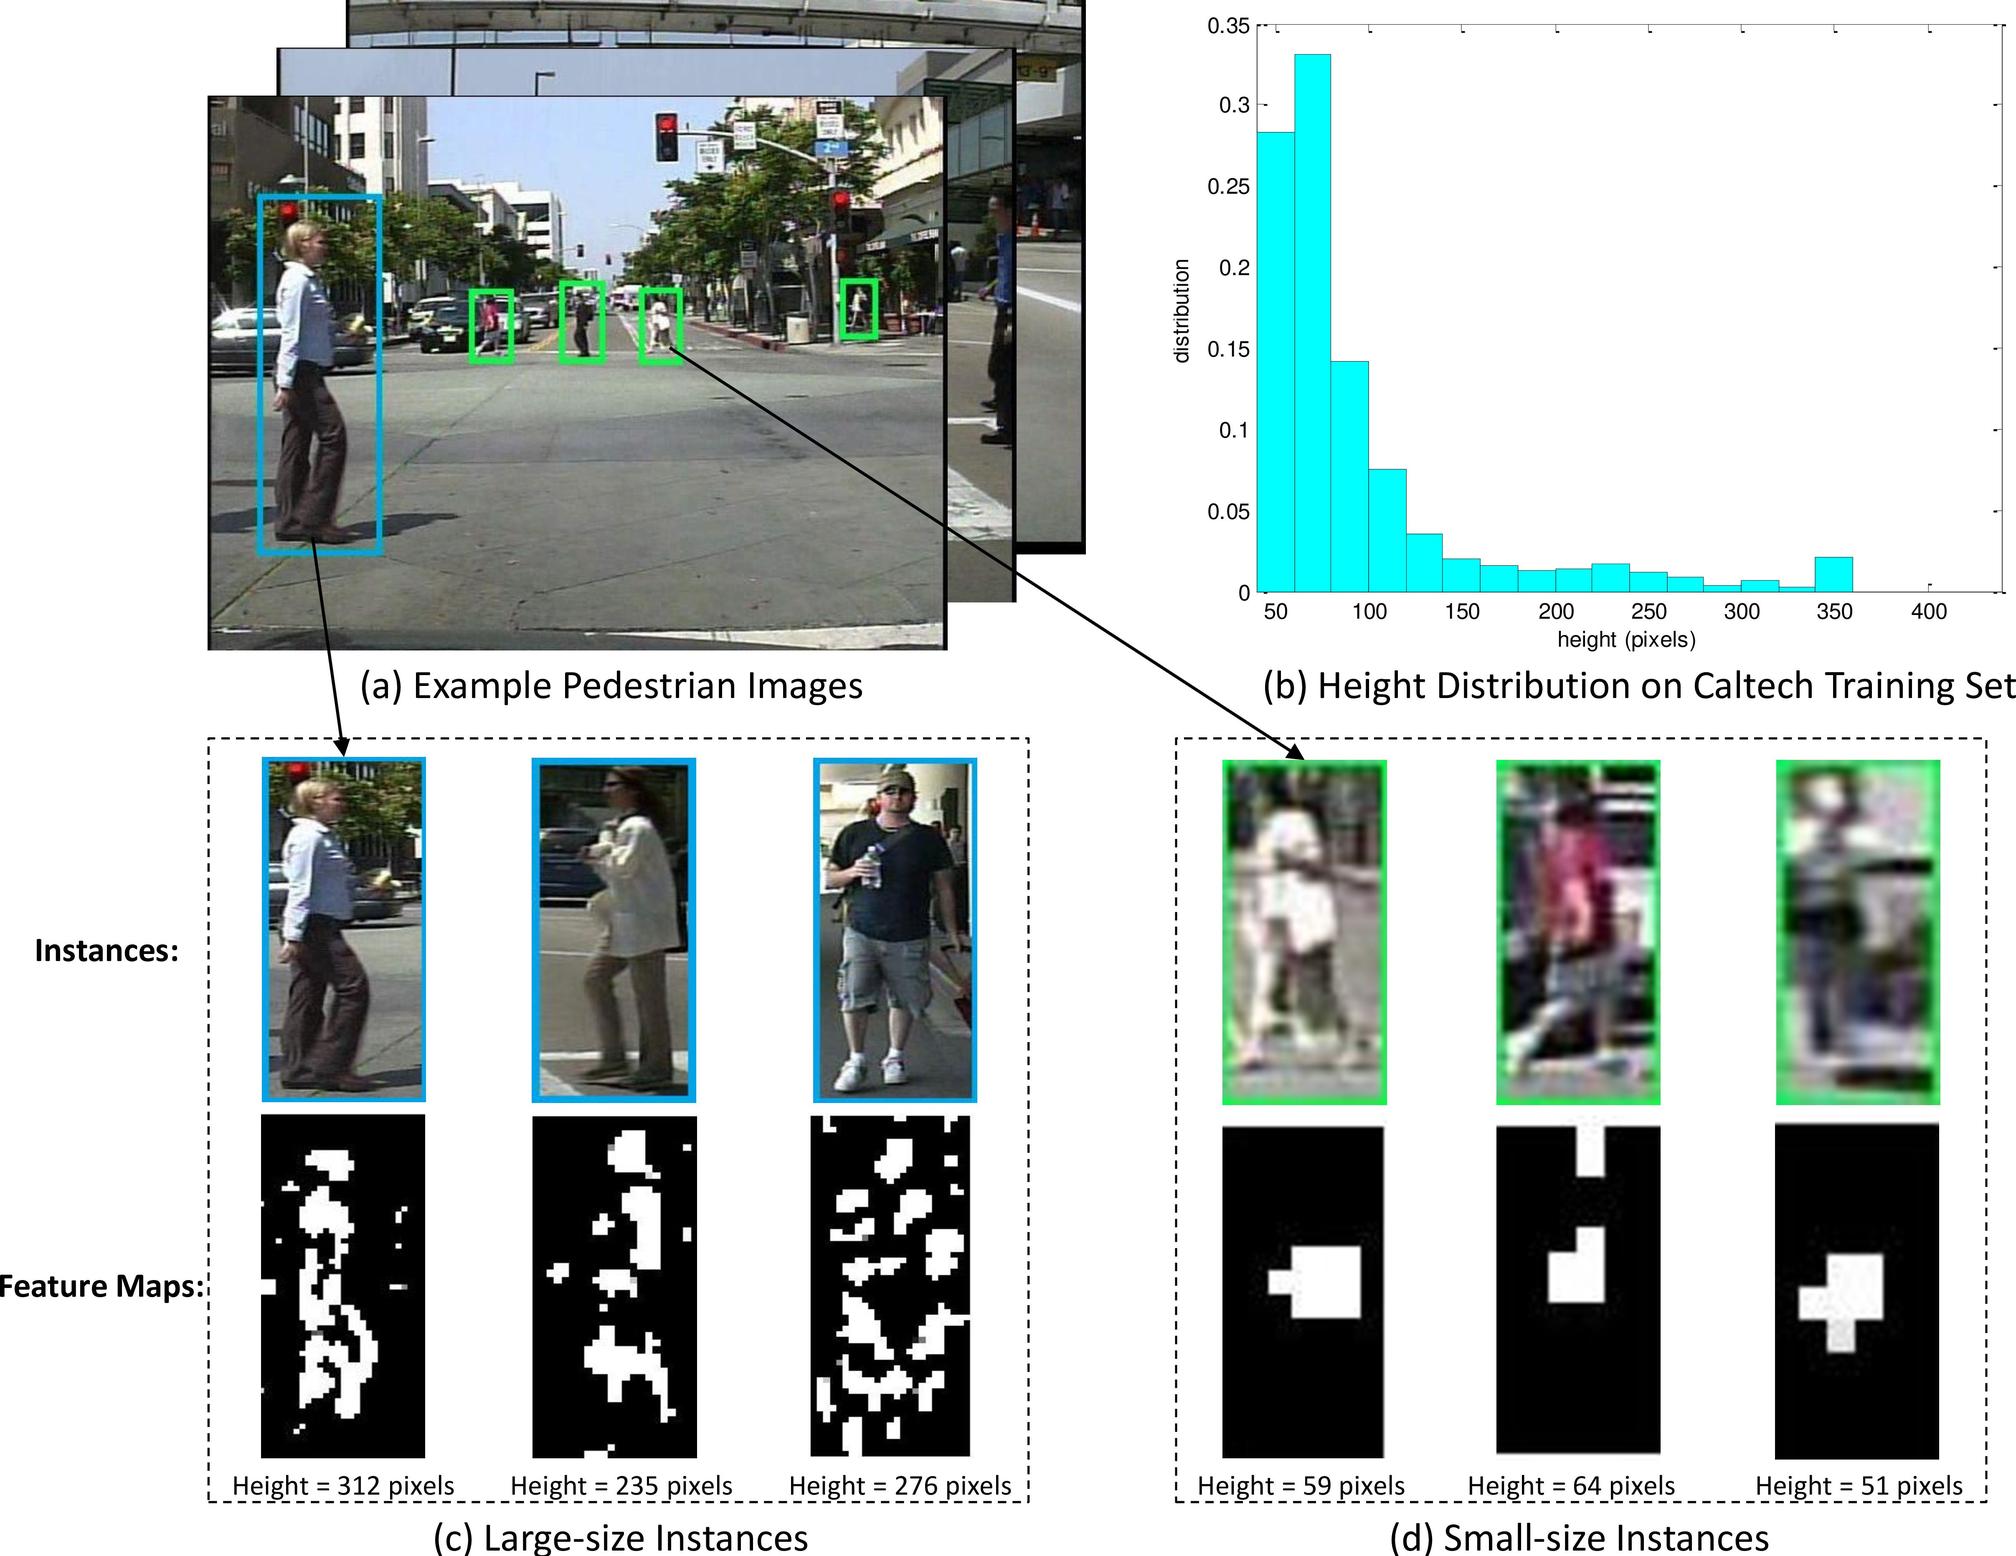 0.35
0.3
0.25
0.2
0.15
0.1
0.05
0
distribution
50 100 150 200 250 300 350 400
height (pixels)
(a) Example Pedestrian Images
(b) Height Distribution on Caltech Training Set
Instances:
Feature Maps:
Height = 312 pixels
Height = 235 pixels
Height = 276 pixels
Height = 59 pixels
Height = 64 pixels
Height = 51 pixels
(c) Large-size Instances
(d) Small-size Instances